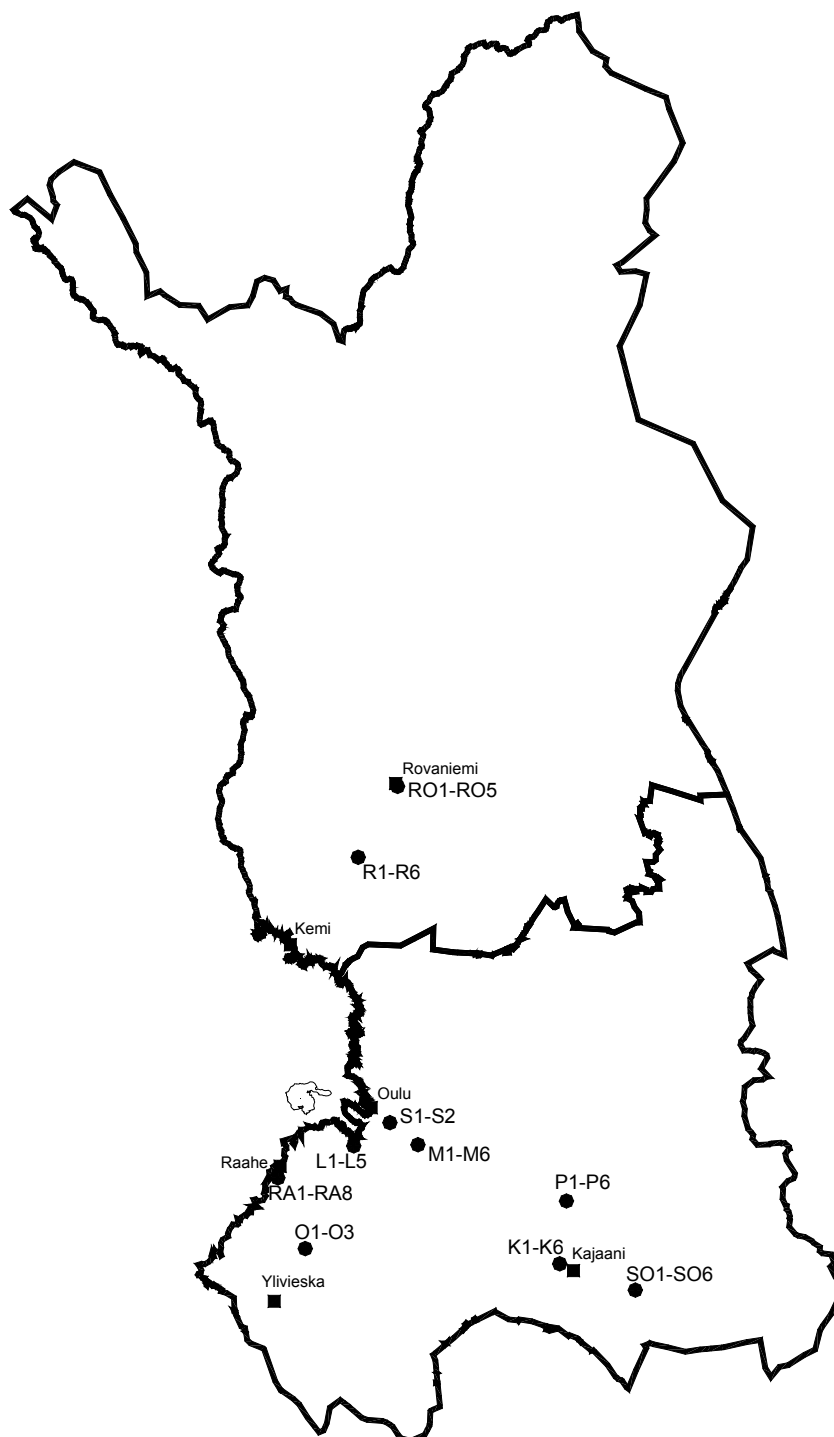 Rovaniemi
RO1-RO5
R1-R6
Kemi
Oulu
S1-S2
M1-M6
L1-L5
Raahe
RA1-RA8
P1-P6
O1-O3
K1-K6
Kajaani
SO1-SO6
Ylivieska